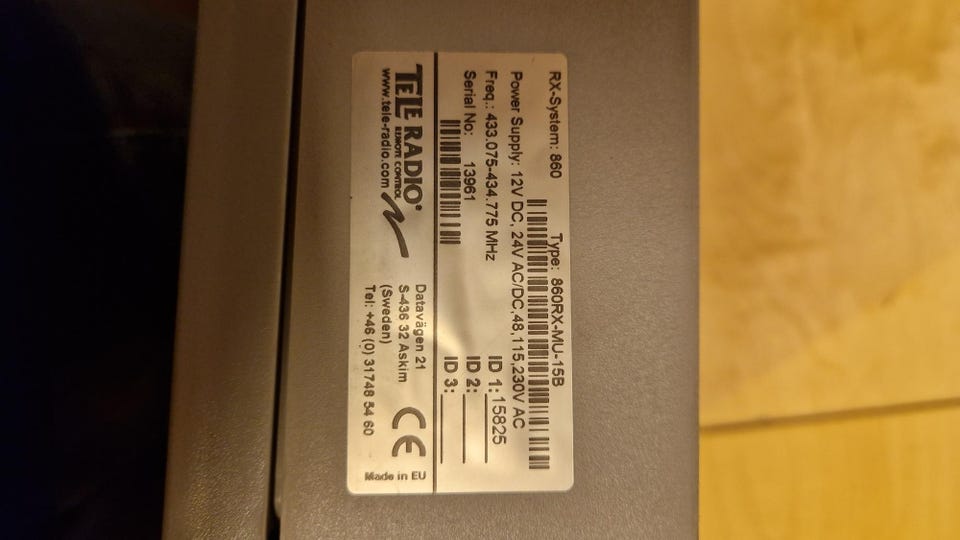 RX-System: 860 Type: 860RX-MU-15B
Power Supply: 12V DC, 24V AC/DC,48,115,230V AC
Freq.: 433.075-434.775 MHz ID 1: 15825
Serial No: 13961 ID 2:
ID 3:
TELE RADIO®
REMOTE CONTROL
www.tele-radio.com
Datavägen 21
S-436 32 Askim
(Sweden)
Tel: +46 (0) 31748 54 60
CE
Made in EU